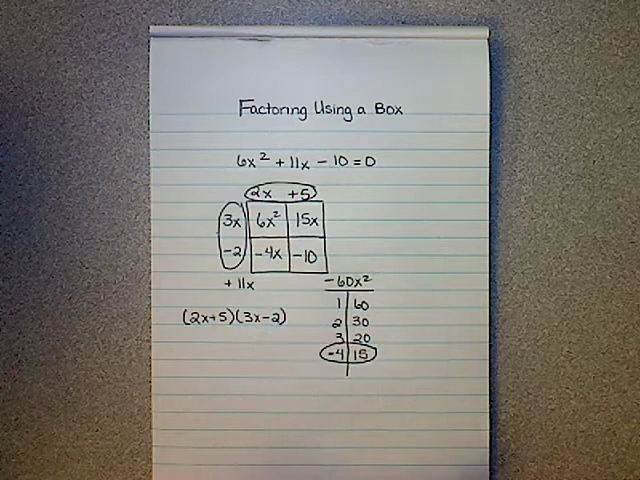 Factoring Using a Box
6x² + 11x - 10 = 0
2x +5
3x 6x² 15x
-2 -4x -10
+ 11x
- 60x²
(2x+5)(3x-2)
1 60
2 30
3 20
-4 15